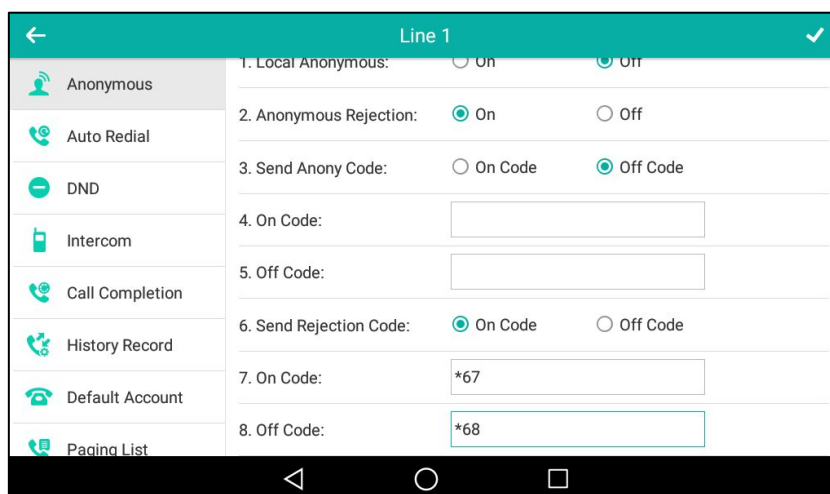 Line 1
Anonymous
Auto Redial
DND
Intercom
Call Completion
History Record
Default Account
Paging List
1. Local Anonymous: On Off
2. Anonymous Rejection: On Off
3. Send Anony Code: On Code Off Code
4. On Code:
5. Off Code:
6. Send Rejection Code: On Code Off Code
7. On Code: *67
8. Off Code: *68